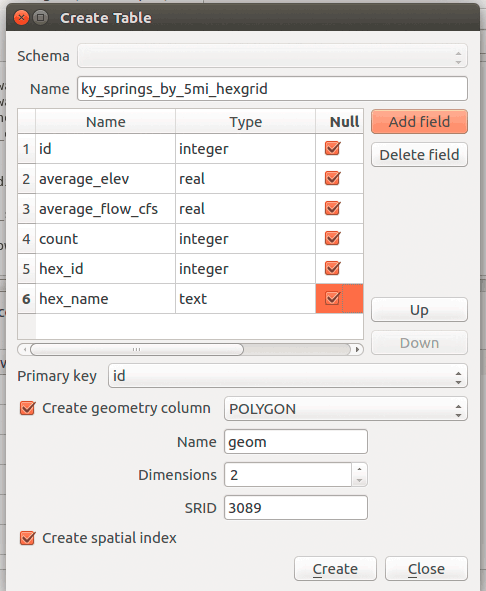 Create Table
Schema
Name ky_springs_by_5mi_hexgrid
Name Type Null
1 id integer
2 average_elev real
3 average_flow_cfs real
4 count integer
5 hex_id integer
6 hex_name text
Add field
Delete field
Up
Down
Primary key id
Create geometry column POLYGON
Name geom
Dimensions 2
SRID 3089
Create spatial index
Create Close